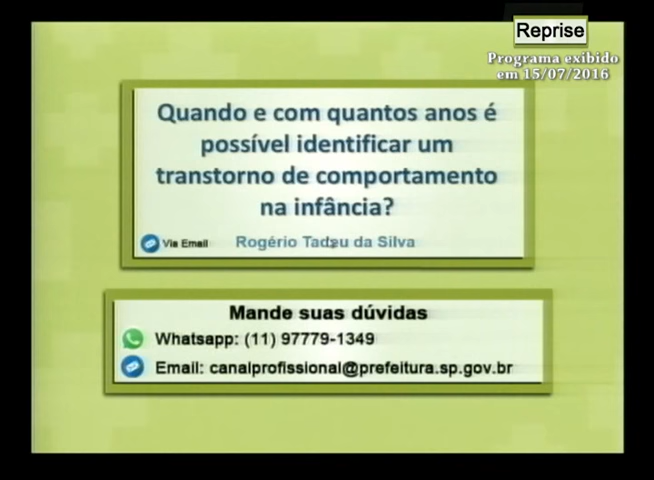 Reprise
Programa exibido
em 15/07/2016
Quando e com quantos anos é
possível identificar um
transtorno de comportamento
na infância?
Via Email Rogério Tadeu da Silva
Mande suas dúvidas
Whatsapp: (11) 97779-1349
Email: canalprofissional@prefeitura.sp.gov.br